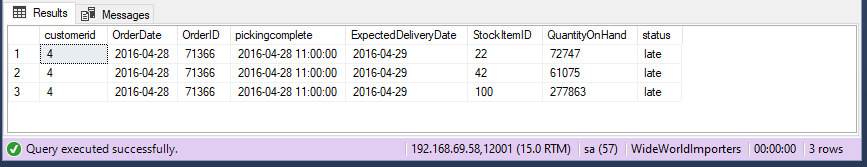 Results Messages
customerid OrderDate OrderID pickingcomplete ExpectedDeliveryDate StockItemID QuantityOnHand status
1 4 2016-04-28 71366 2016-04-28 11:00:00 2016-04-29 22 72747 late
2 4 2016-04-28 71366 2016-04-28 11:00:00 2016-04-29 42 61075 late
3 4 2016-04-28 71366 2016-04-28 11:00:00 2016-04-29 100 277863 late
Query executed successfully. 192.168.69.58,12001 (15.0 RTM) sa (57) WideWorldImporters 00:00:00 3 rows